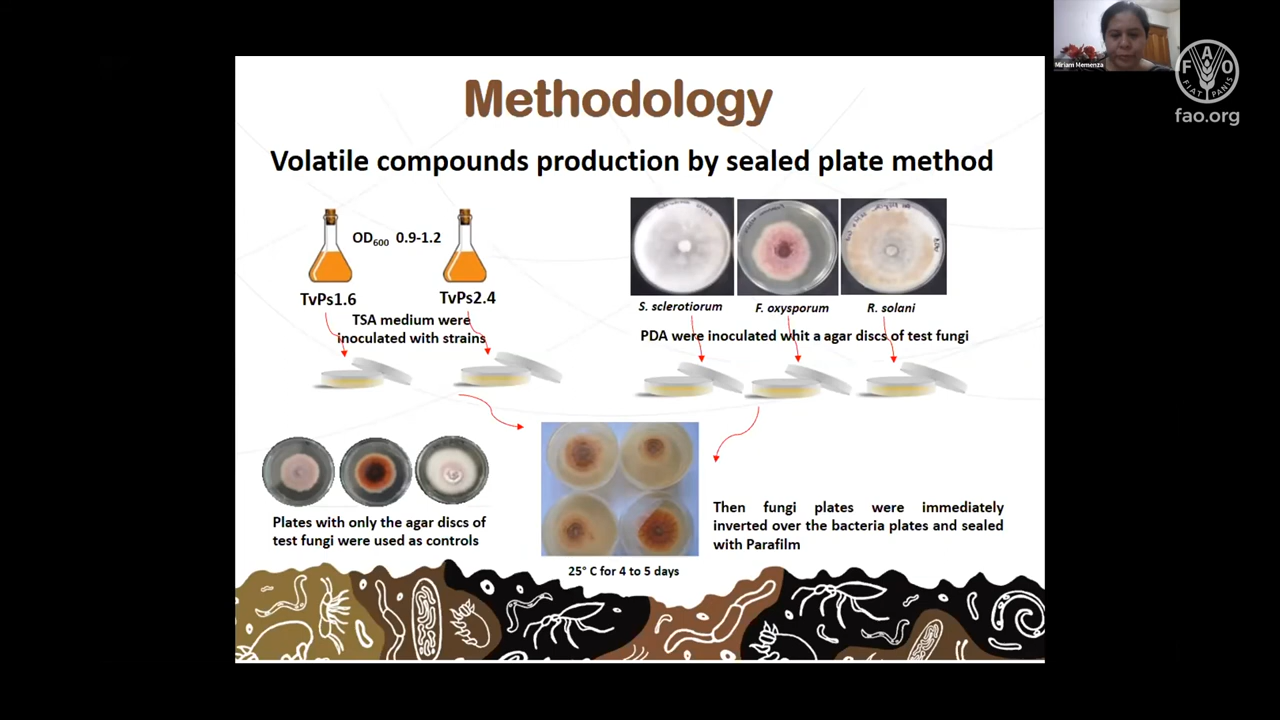 Methodology
Volatile compounds production by sealed plate method
OD600 0.9-1.2
TvPs1.6
TvPs2.4
TSA medium were
inoculated with strains
S. sclerotiorum
F. oxysporum
R. solani
PDA were inoculated whit a agar discs of test fungi
Plates with only the agar discs of
test fungi were used as controls
25° C for 4 to 5 days
Then fungi plates were immediately
inverted over the bacteria plates and sealed
with Parafilm
Miriam Memenza
F A O
FIAT PANIS
fao.org